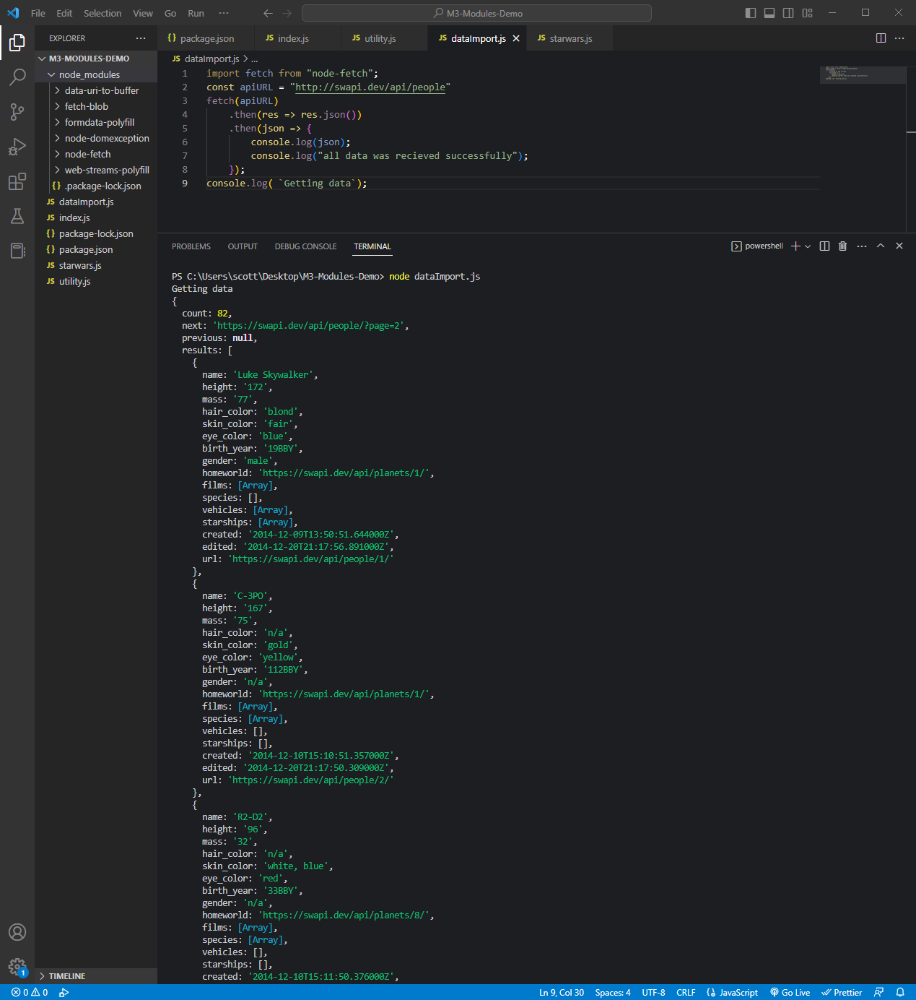 File Edit Selection View Go Run ··· M3-Modules-Demo
EXPLORER ···
M3-MODULES-DEMO
node_modules
data-uri-to-buffer
fetch-blob
formdata-polyfill
node-domexception
node-fetch
web-streams-polyfill
{} .package-lock.json
JS dataImport.js
JS index.js
{} package-lock.json
{} package.json
JS starwars.js
JS utility.js
TIMELINE
{} package.json JS index.js JS utility.js JS dataImport.js JS starwars.js ···
JS dataImport.js > ...
1 import fetch from "node-fetch";
2 const apiURL = "http://swapi.dev/api/people"
3 fetch(apiURL)
4 .then(res => res.json())
5 .then(json => {
6 console.log(json);
7 console.log("all data was recieved successfully");
8 });
9 console.log( `Getting data`);
PROBLEMS OUTPUT DEBUG CONSOLE TERMINAL powershell ···
PS C:\Users\scott\Desktop\M3-Modules-Demo> node dataImport.js
Getting data
{
count: 82,
next: 'https://swapi.dev/api/people/?page=2',
previous: null,
results: [
{
name: 'Luke Skywalker',
height: '172',
mass: '77',
hair_color: 'blond',
skin_color: 'fair',
eye_color: 'blue',
birth_year: '19BBY',
gender: 'male',
homeworld: 'https://swapi.dev/api/planets/1/',
films: [Array],
species: [],
vehicles: [Array],
starships: [Array],
created: '2014-12-09T13:50:51.644000Z',
edited: '2014-12-20T21:17:56.891000Z',
url: 'https://swapi.dev/api/people/1/'
},
{
name: 'C-3PO',
height: '167',
mass: '75',
hair_color: 'n/a',
skin_color: 'gold',
eye_color: 'yellow',
birth_year: '112BBY',
gender: 'n/a',
homeworld: 'https://swapi.dev/api/planets/1/',
films: [Array],
species: [Array],
vehicles: [],
starships: [],
created: '2014-12-10T15:10:51.357000Z',
edited: '2014-12-20T21:17:50.309000Z',
url: 'https://swapi.dev/api/people/2/'
},
{
name: 'R2-D2',
height: '96',
mass: '32',
hair_color: 'n/a',
skin_color: 'white, blue',
eye_color: 'red',
birth_year: '33BBY',
gender: 'n/a',
homeworld: 'https://swapi.dev/api/planets/8/',
films: [Array],
species: [Array],
vehicles: [],
starships: [],
created: '2014-12-10T15:11:50.376000Z',
1
0 0 Ln 9, Col 30 Spaces: 4 UTF-8 CRLF JavaScript Go Live Prettier